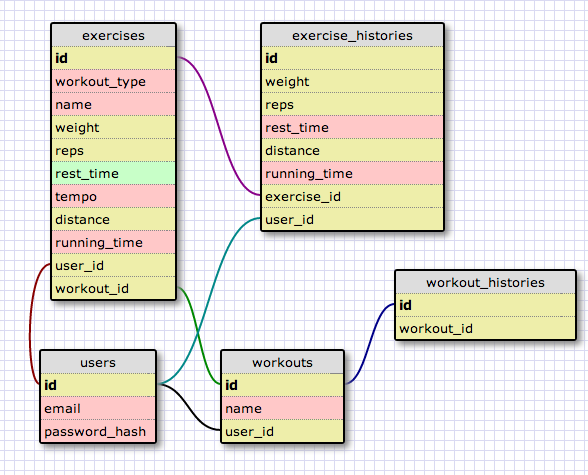 exercises
id
workout_type
name
weight
reps
rest_time
tempo
distance
running_time
user_id
workout_id
exercise_histories
id
weight
reps
rest_time
distance
running_time
exercise_id
user_id
workout_histories
id
workout_id
users
id
email
password_hash
workouts
id
name
user_id